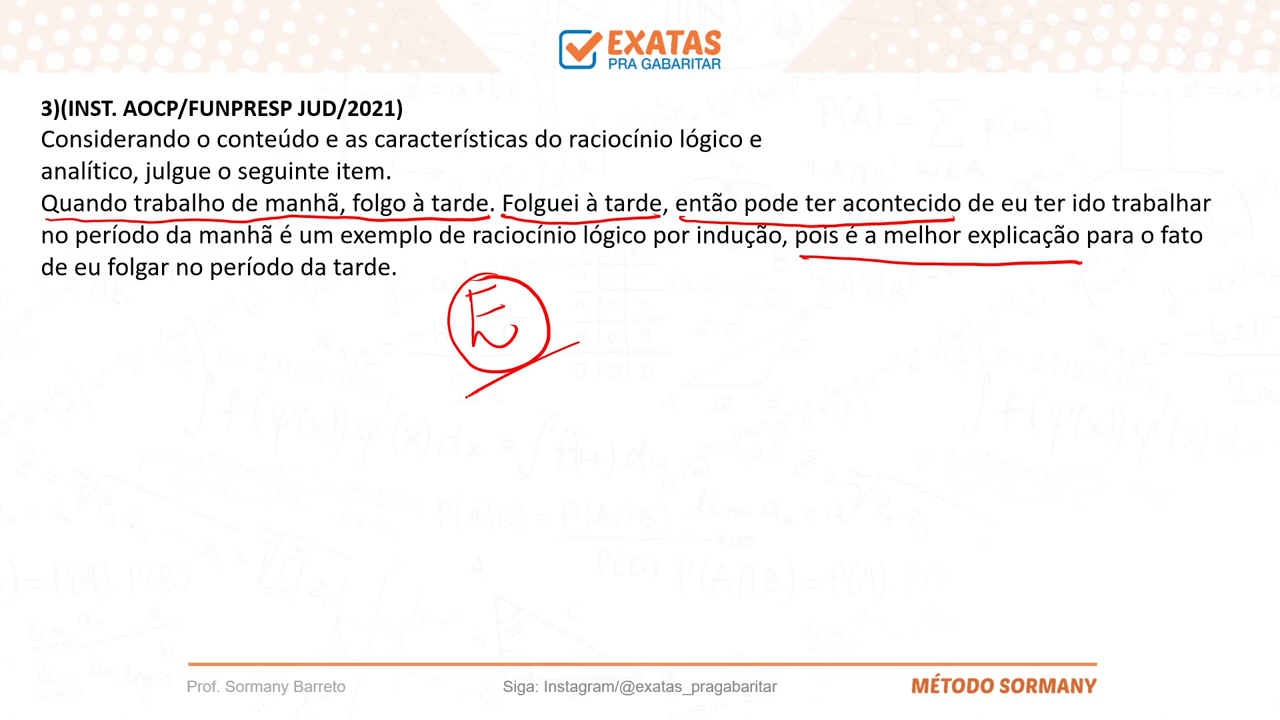 EXATAS
PRA GABARITAR
3)(INST. AOCP/FUNPRESP JUD/2021)
Considerando o conteúdo e as características do raciocínio lógico e
analítico, julgue o seguinte item.
Quando trabalho de manhã, folgo à tarde. Folguei à tarde, então pode ter acontecido de eu ter ido trabalhar
no período da manhã é um exemplo de raciocínio lógico por indução, pois é a melhor explicação para o fato
de eu folgar no período da tarde.
E
Prof. Sormany Barreto
Siga: Instagram/@exatas_pragabaritar
MÉTODO SORMANY